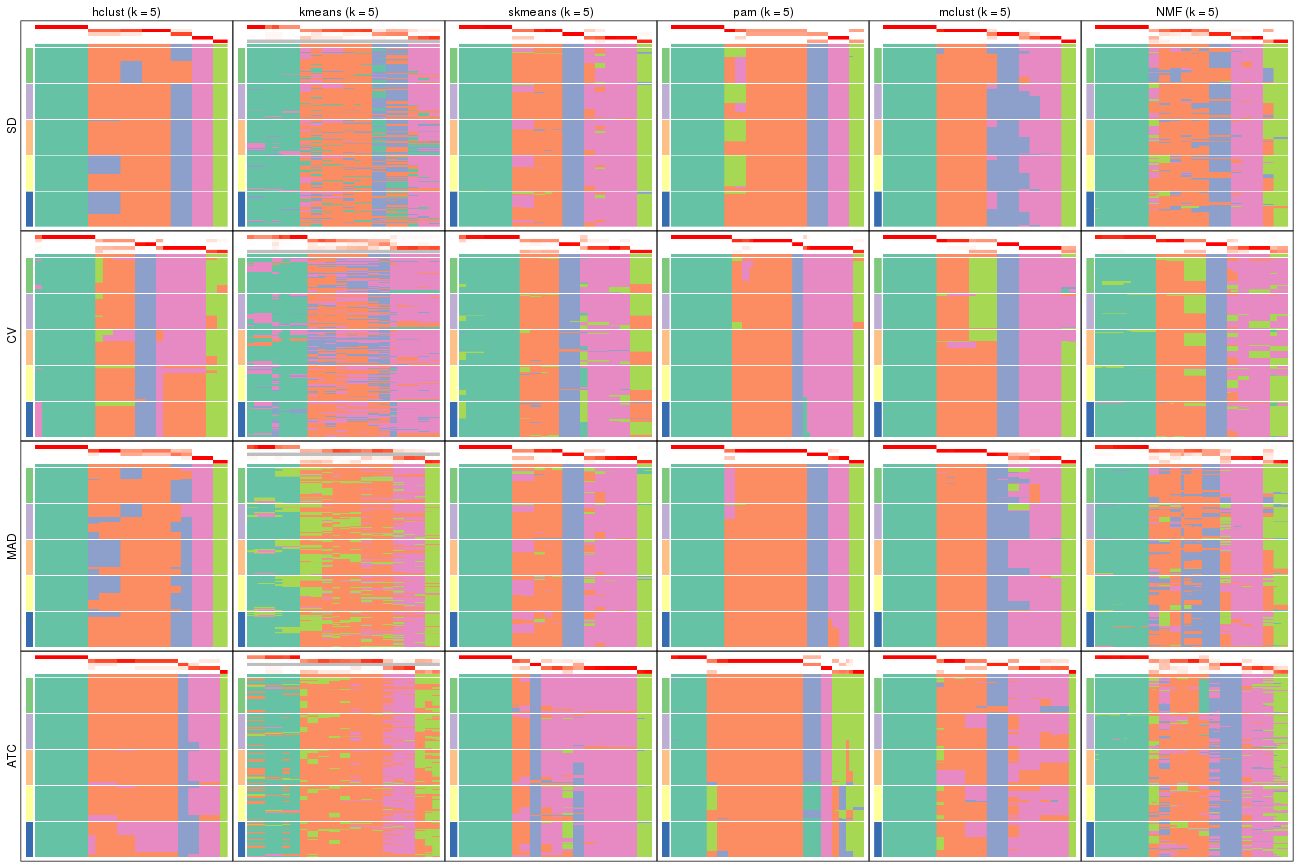 hclust (k = 5)
kmeans (k = 5)
skmeans (k = 5)
pam (k = 5)
mclust (k = 5)
NMF (k = 5)
SD
CV
MAD
ATC